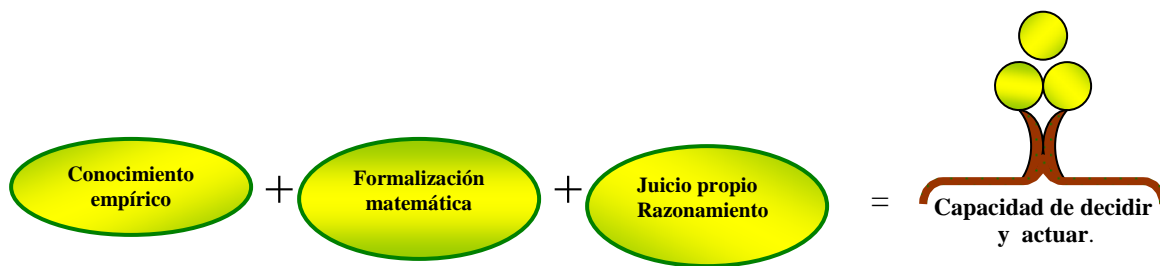 Conocimiento
empírico
+
Formalización
matemática
+
Juicio propio
Razonamiento
=
Capacidad de decidir
y actuar.